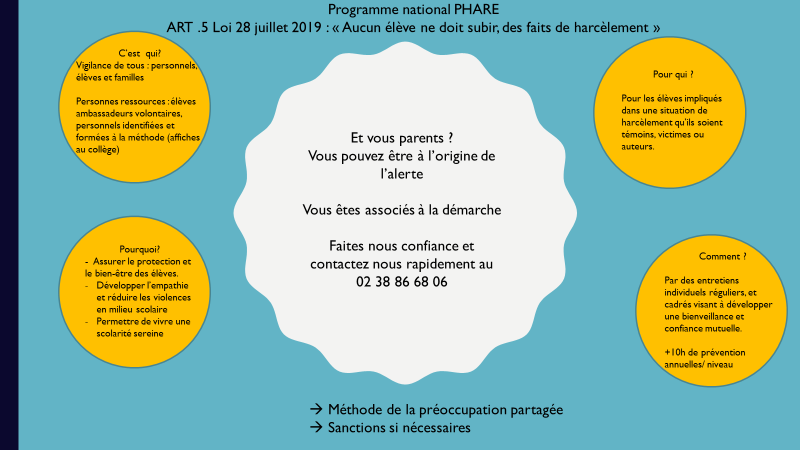 Programme national PHARE
ART .5 Loi 28 juillet 2019 : « Aucun élève ne doit subir, des faits de harcèlement »
C'est qui?
Vigilance de tous : personnels,
élèves et familles
Personnes ressources : élèves
ambassadeurs volontaires,
personnels identifiées et
formées à la méthode (affiches
au collège)
Pourquoi?
- Assurer le protection et
le bien-être des élèves.
- Développer l'empathie
et réduire les violences
en milieu scolaire
- Permettre de vivre une
scolarité sereine
Et vous parents ?
Vous pouvez être à l'origine de
l'alerte
Vous êtes associés à la démarche
Faites nous confiance et
contactez nous rapidement au
02 38 86 68 06
Pour qui ?
Pour les élèves impliqués
dans une situation de
harcèlement qu'ils soient
témoins, victimes ou
auteurs.
Comment ?
Par des entretiens
individuels réguliers, et
cadrés visant à développer
une bienveillance et
confiance mutuelle.
+10h de prévention
annuelles/ niveau
→ Méthode de la préoccupation partagée
→ Sanctions si nécessaires